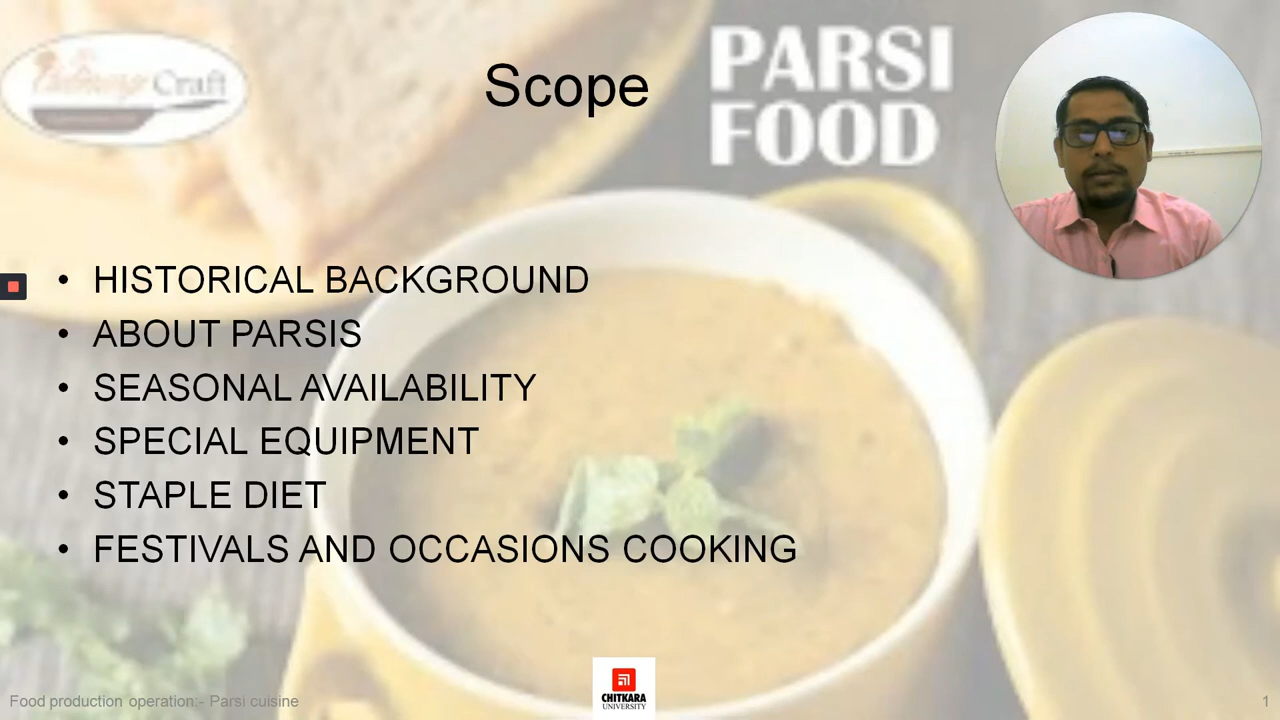 Craft
Scope
PARSI
FOOD
• HISTORICAL BACKGROUND
• ABOUT PARSIS
• SEASONAL AVAILABILITY
• SPECIAL EQUIPMENT
• STAPLE DIET
• FESTIVALS AND OCCASIONS COOKING
Food production operation:- Parsi cuisine
CHITKARA
UNIVERSITY
1